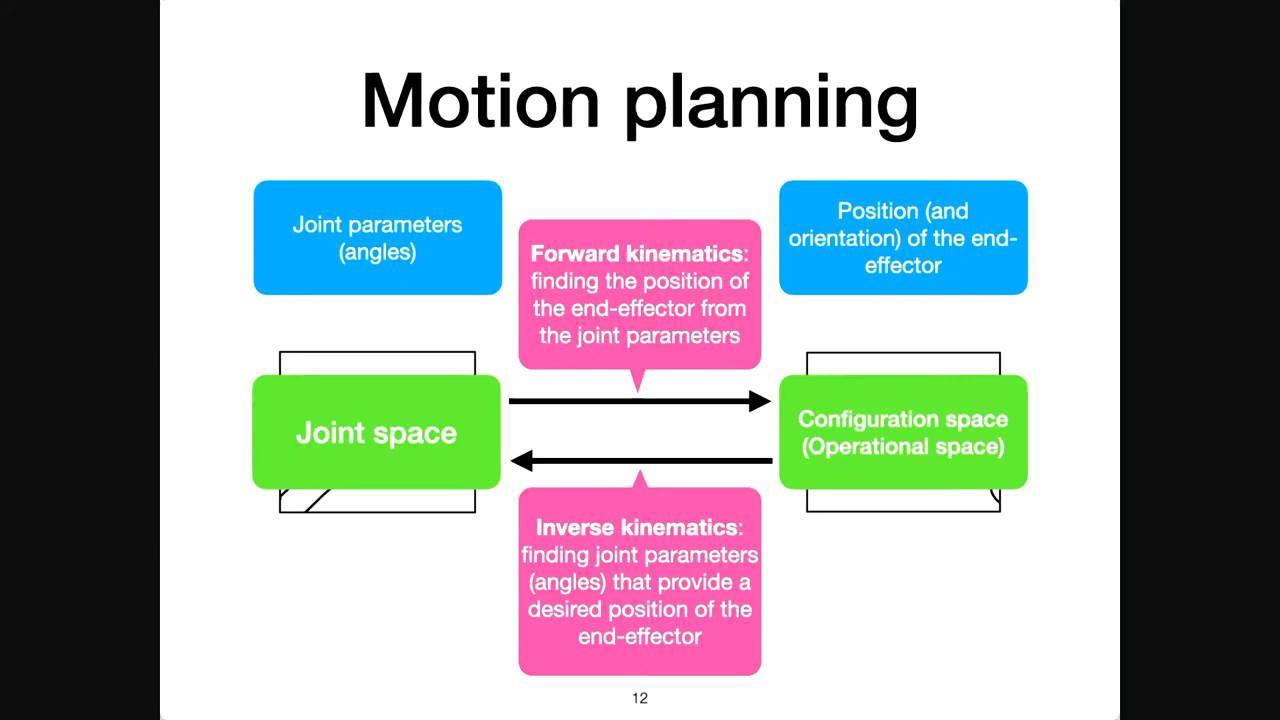 Motion planning
Joint parameters
(angles)
Forward kinematics:
finding the position of
the end-effector from
the joint parameters
Position (and
orientation) of the end-
effector
Joint space
Configuration space
(Operational space)
Inverse kinematics:
finding joint parameters
(angles) that provide a
desired position of the
end-effector
12